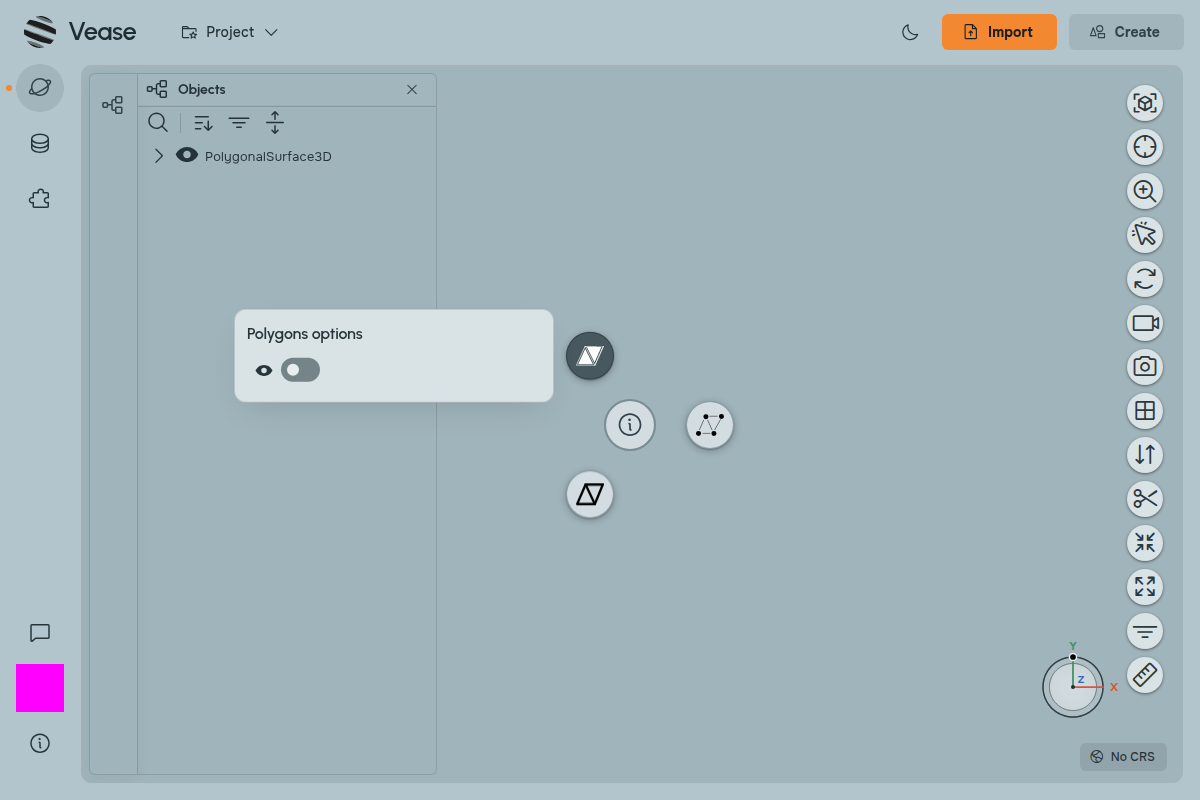 Vease
Project
Import
Create
Objects
PolygonalSurface3D
Polygons options
Y
Z
X
No CRS